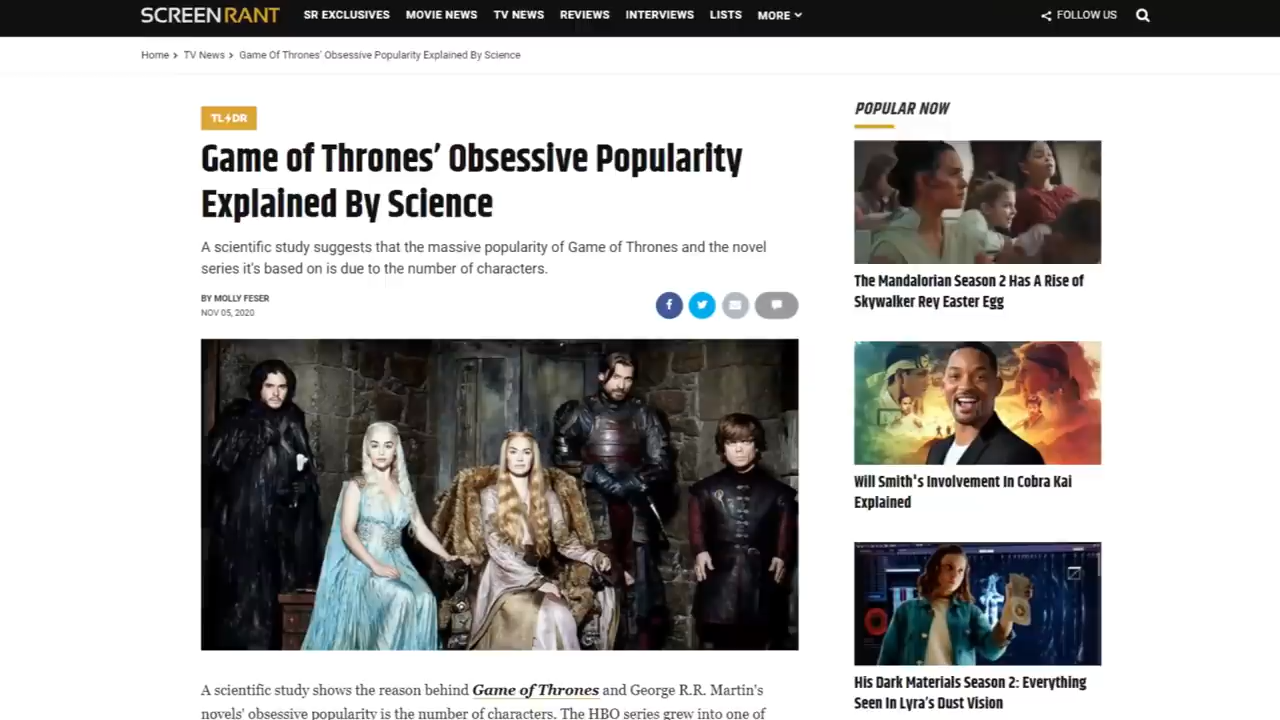 SCREENRANT
SR EXCLUSIVES MOVIE NEWS TV NEWS REVIEWS INTERVIEWS LISTS MORE FOLLOW US
Home > TV News > Game Of Thrones' Obsessive Popularity Explained By Science
TL DR
Game of Thrones’ Obsessive Popularity
Explained By Science
A scientific study suggests that the massive popularity of Game of Thrones and the novel
series it's based on is due to the number of characters.
BY MOLLY FESER
NOV 05, 2020
A scientific study shows the reason behind Game of Thrones and George R.R. Martin's
novels' obsessive popularity is the number of characters. The HBO series grew into one of
POPULAR NOW
The Mandalorian Season 2 Has A Rise of
Skywalker Rey Easter Egg
Will Smith's Involvement In Cobra Kai
Explained
His Dark Materials Season 2: Everything
Seen In Lyra’s Dust Vision